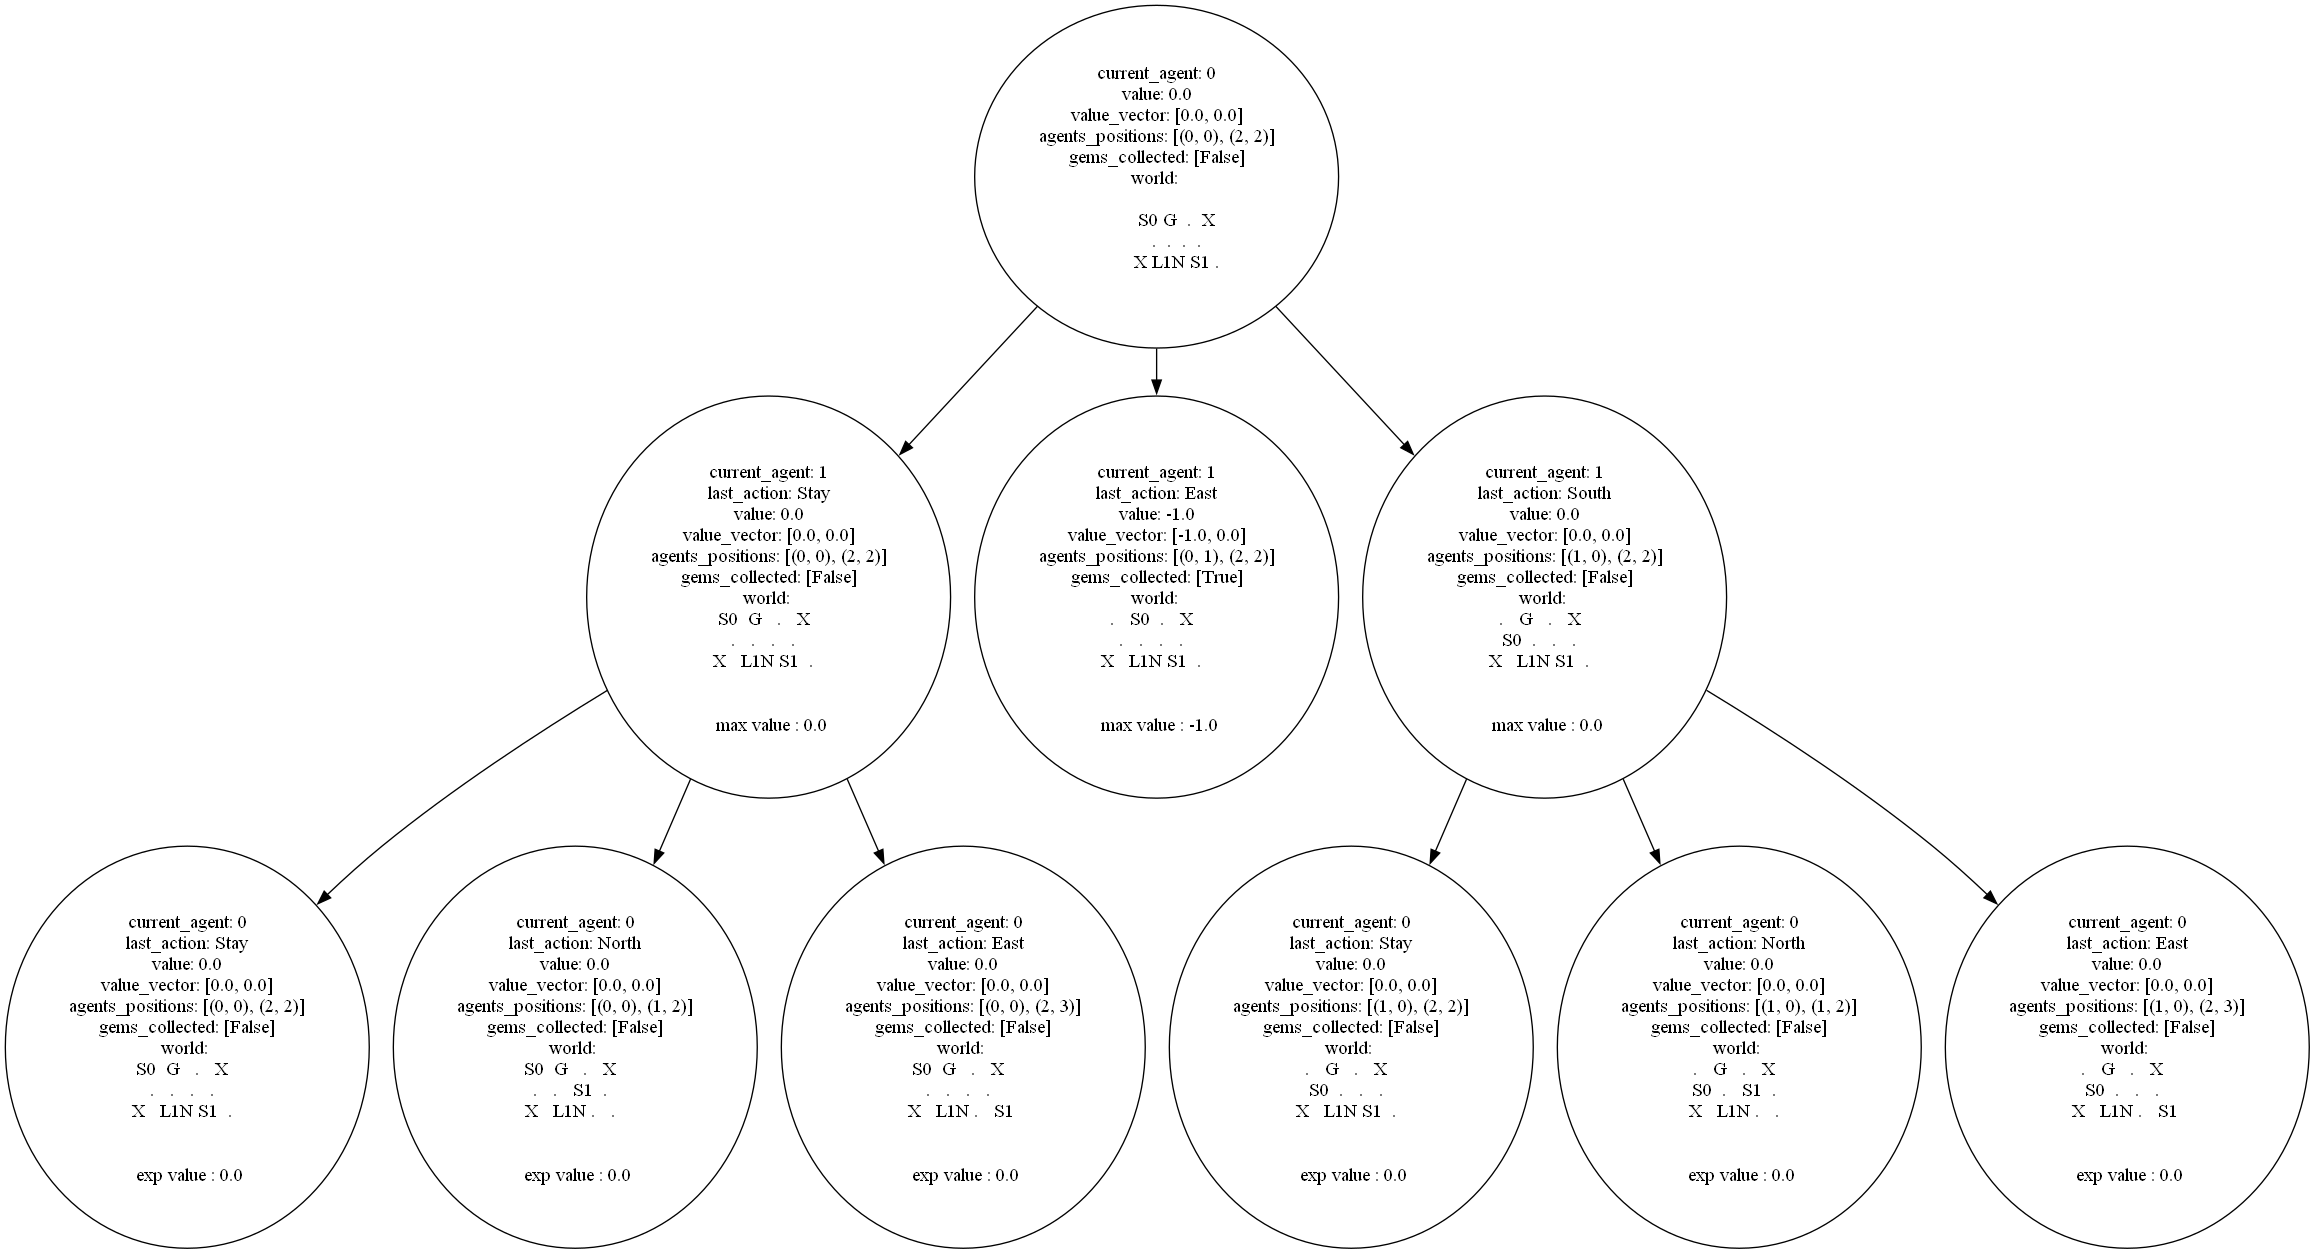 current_agent: 0
value: 0.0
value_vector: [0.0, 0.0]
agents_positions: [(0, 0), (2, 2)]
gems_collected: [False]
world:
S0 G . X
. . . .
X L1N S1 .
current_agent: 1
last_action: Stay
value: 0.0
value_vector: [0.0, 0.0]
agents_positions: [(0, 0), (2, 2)]
gems_collected: [False]
world:
S0 G . X
. . . .
X L1N S1 .
max value : 0.0
current_agent: 1
last_action: East
value: -1.0
value_vector: [-1.0, 0.0]
agents_positions: [(0, 1), (2, 2)]
gems_collected: [True]
world:
. S0 . X
. . . .
X L1N S1 .
max value : -1.0
current_agent: 1
last_action: South
value: 0.0
value_vector: [0.0, 0.0]
agents_positions: [(1, 0), (2, 2)]
gems_collected: [False]
world:
. G . X
S0 . . .
X L1N S1 .
max value : 0.0
current_agent: 0
last_action: Stay
value: 0.0
value_vector: [0.0, 0.0]
agents_positions: [(0, 0), (2, 2)]
gems_collected: [False]
world:
S0 G . X
. . . .
X L1N S1 .
exp value : 0.0
current_agent: 0
last_action: North
value: 0.0
value_vector: [0.0, 0.0]
agents_positions: [(0, 0), (1, 2)]
gems_collected: [False]
world:
S0 G . X
. . S1 .
X L1N . .
exp value : 0.0
current_agent: 0
last_action: East
value: 0.0
value_vector: [0.0, 0.0]
agents_positions: [(0, 0), (2, 3)]
gems_collected: [False]
world:
S0 G . X
. . . .
X L1N . S1
exp value : 0.0
current_agent: 0
last_action: Stay
value: 0.0
value_vector: [0.0, 0.0]
agents_positions: [(1, 0), (2, 2)]
gems_collected: [False]
world:
. G . X
S0 . . .
X L1N S1 .
exp value : 0.0
current_agent: 0
last_action: North
value: 0.0
value_vector: [0.0, 0.0]
agents_positions: [(1, 0), (1, 2)]
gems_collected: [False]
world:
. G . X
S0 . S1 .
X L1N . .
exp value : 0.0
current_agent: 0
last_action: East
value: 0.0
value_vector: [0.0, 0.0]
agents_positions: [(1, 0), (2, 3)]
gems_collected: [False]
world:
. G . X
S0 . . .
X L1N . S1
exp value : 0.0